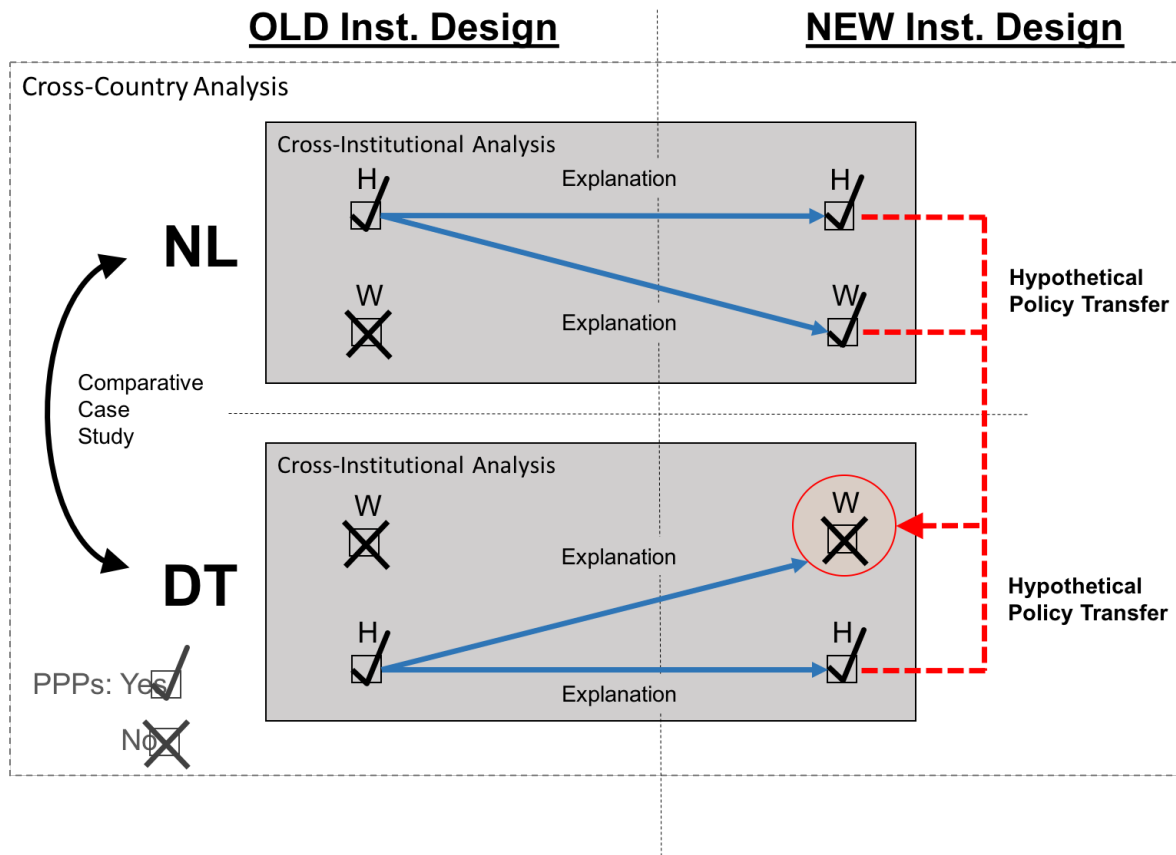 OLD Inst. Design
NEW Inst. Design
Cross-Country Analysis
Cross-Institutional Analysis
H
Explanation
H
NL
W
Explanation
W
Hypothetical
Policy Transfer
Comparative
Case
Study
Cross-Institutional Analysis
W
Explanation
W
DT
H
Explanation
H
Hypothetical
Policy Transfer
PPPs: Yes
No